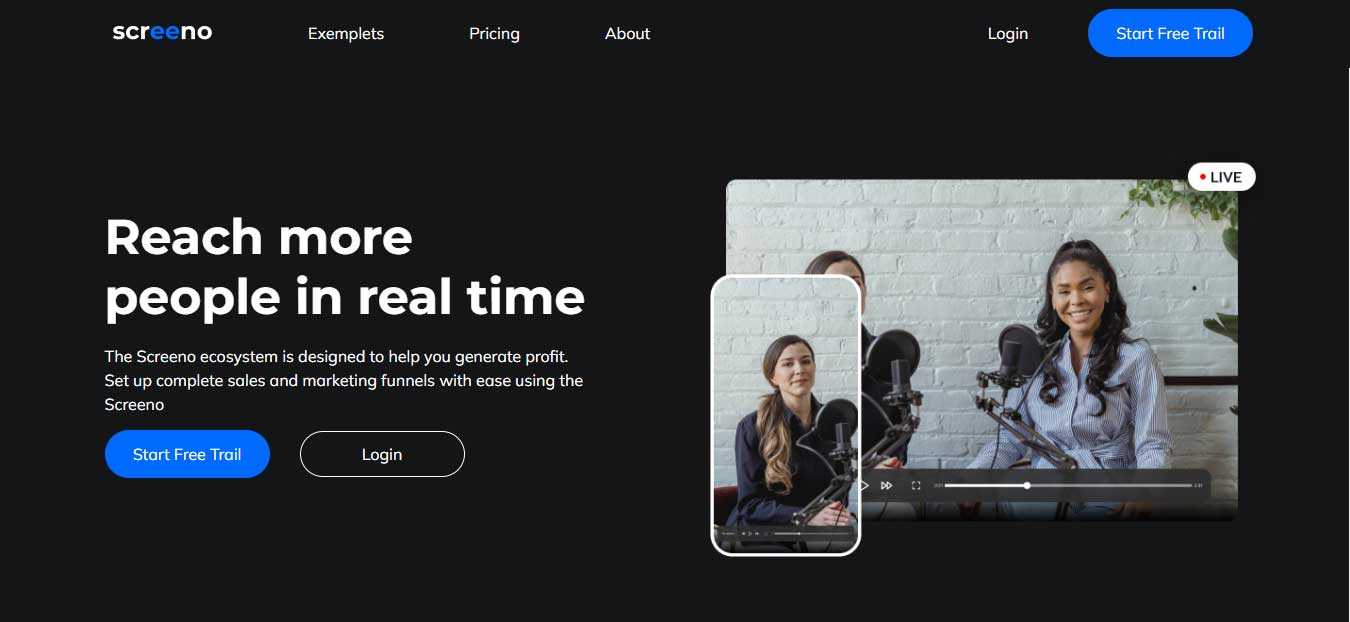 screeno
Exemplets
Pricing
About
Login
Start Free Trail
LIVE
Reach more
people in real time
The Screeno ecosystem is designed to help you generate profit.
Set up complete sales and marketing funnels with ease using the
Screeno
Start Free Trail
Login